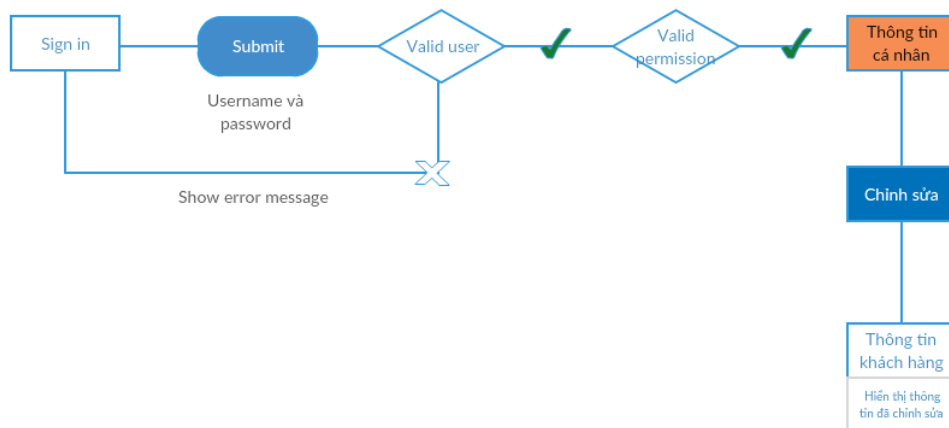 Sign in
Submit
Username và
password
Valid user
Valid
permission
Thông tin
cá nhân
Show error message
Chỉnh sửa
Thông tin
khách hàng
Hiển thị thông
tin đã chỉnh sửa